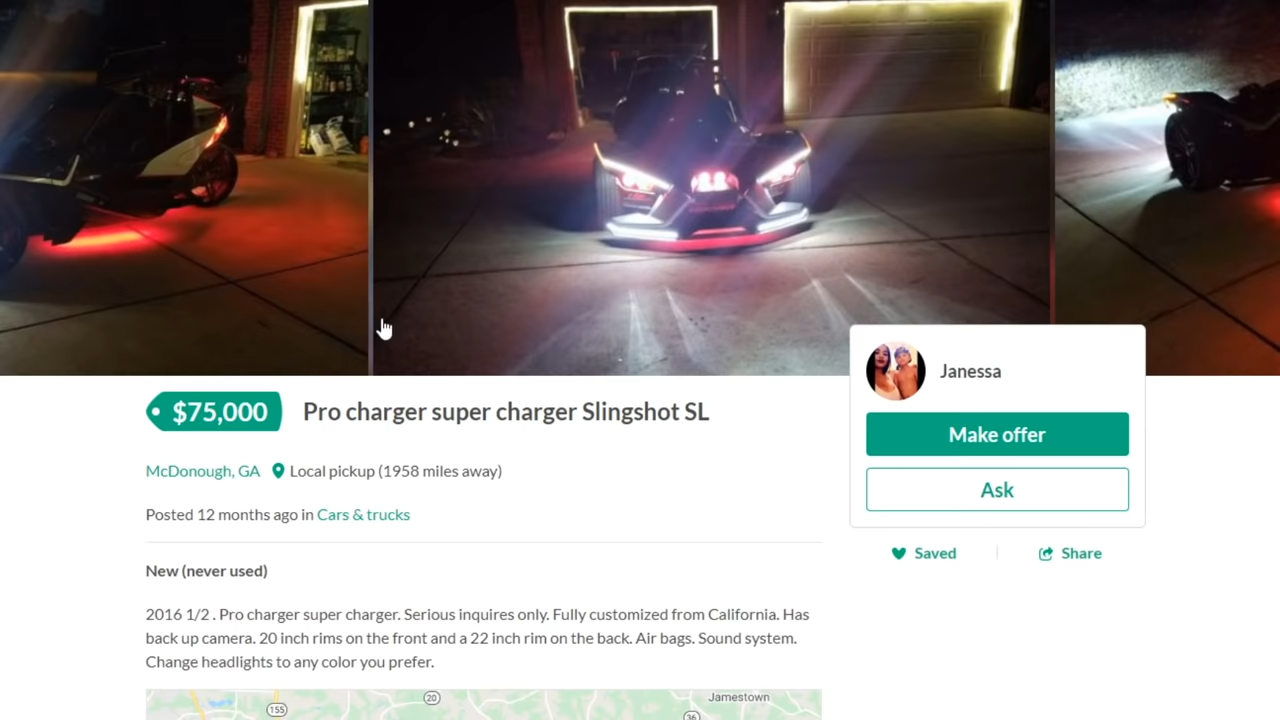 $75,000 Pro charger super charger Slingshot SL
McDonough, GA Local pickup (1958 miles away)
Posted 12 months ago in Cars & trucks
New (never used)
2016 1/2 . Pro charger super charger. Serious inquires only. Fully customized from California. Has
back up camera. 20 inch rims on the front and a 22 inch rim on the back. Air bags. Sound system.
Change headlights to any color you prefer.
Janessa
Make offer
Ask
Saved
Share
155
20
Jamestown
36